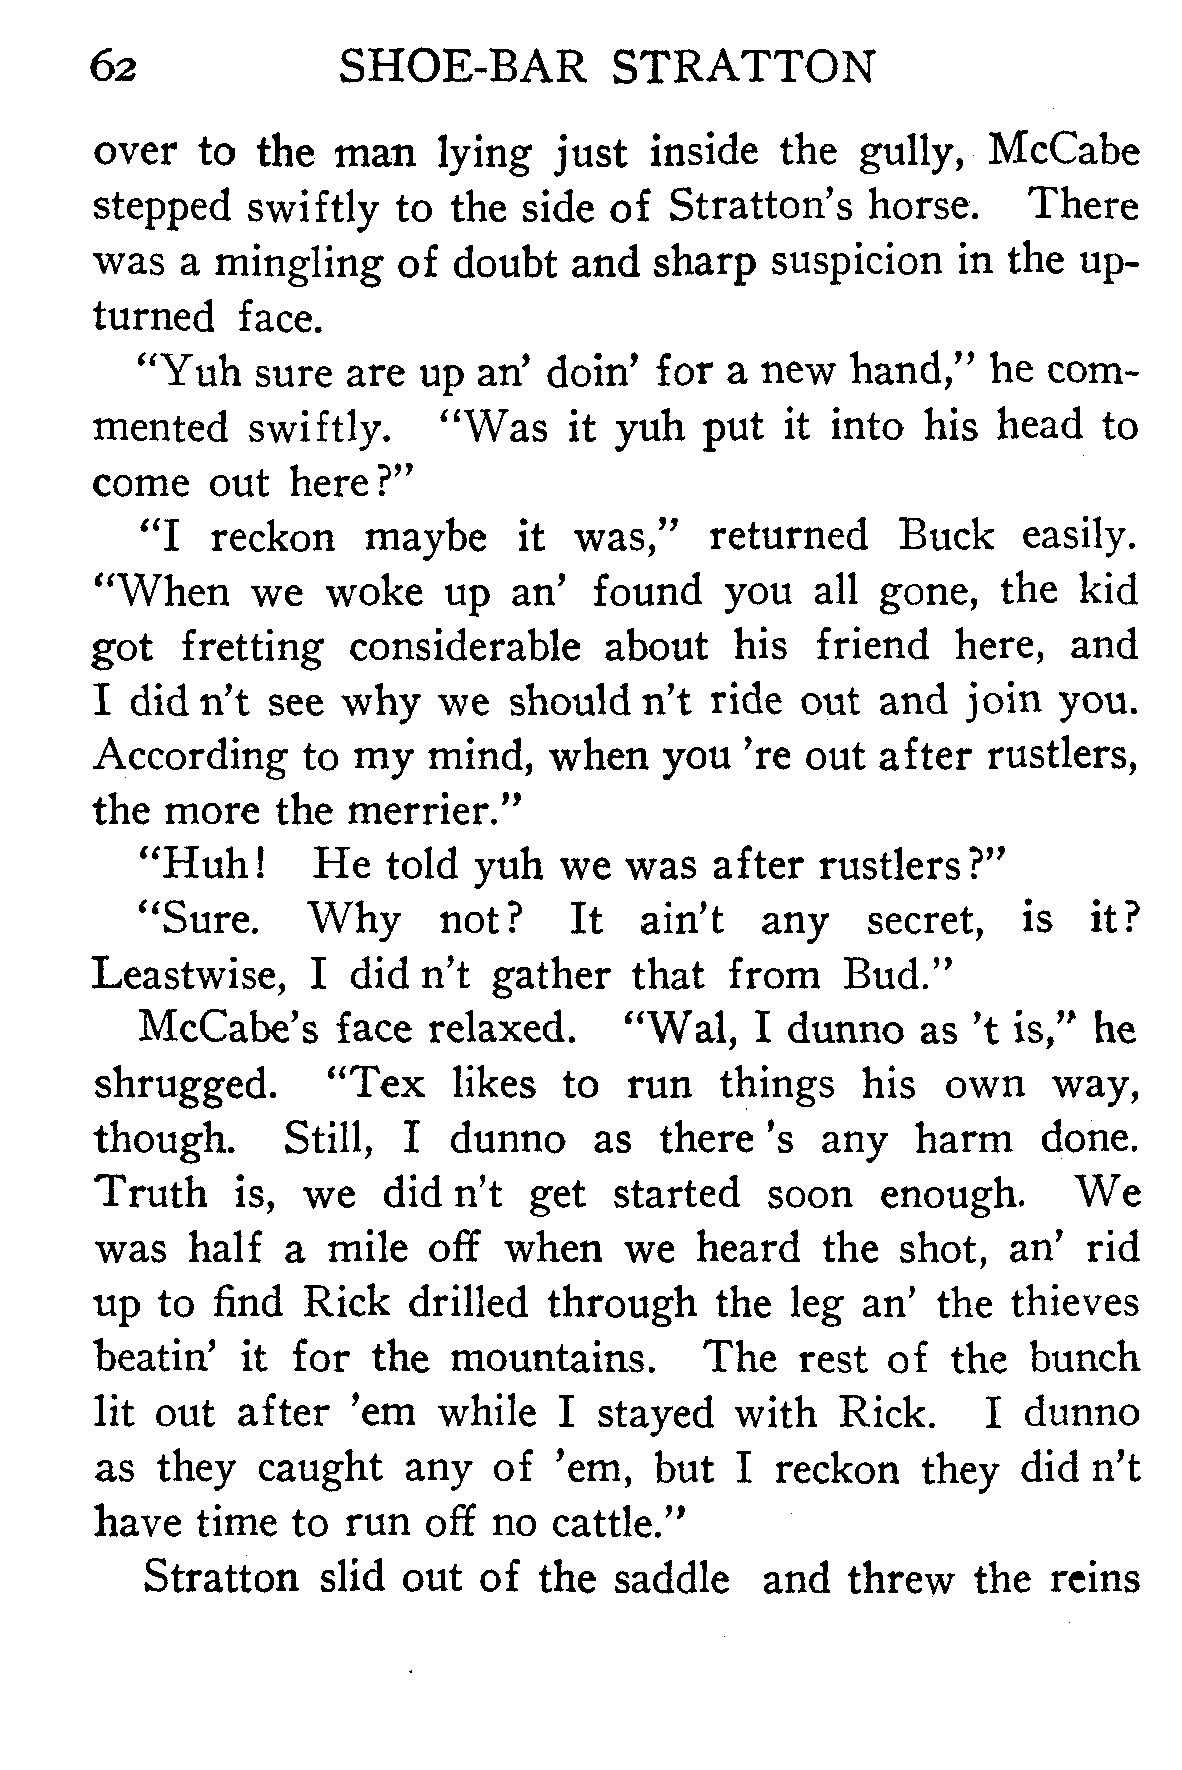 62 SHOE-BAR STRATTON
over to the man lying just inside the gully, McCabe
stepped swiftly to the side of Stratton's horse. There
was a mingling of doubt and sharp suspicion in the up-
turned face.
"Yuh sure are up an' doin' for a new hand," he com-
mented swiftly. "Was it yuh put it into his head to
come out here?"
"I reckon maybe it was," returned Buck easily.
"When we woke up an' found you all gone, the kid
got fretting considerable about his friend here, and
I did n't see why we should n't ride out and join you.
According to my mind, when you 're out after rustlers,
the more the merrier."
"Huh! He told yuh we was after rustlers?"
"Sure. Why not? It ain't any secret, is it?
Leastwise, I did n't gather that from Bud."
McCabe's face relaxed. "Wal, I dunno as 't is," he
shrugged. "Tex likes to run things his own way,
though. Still, I dunno as there 's any harm done.
Truth is, we did n't get started soon enough. We
was half a mile off when we heard the shot, an' rid
up to find Rick drilled through the leg an' the thieves
beatin' it for the mountains. The rest of the bunch
lit out after 'em while I stayed with Rick. I dunno
as they caught any of 'em, but I reckon they did n't
have time to run off no cattle."
Stratton slid out of the saddle and threw the reins